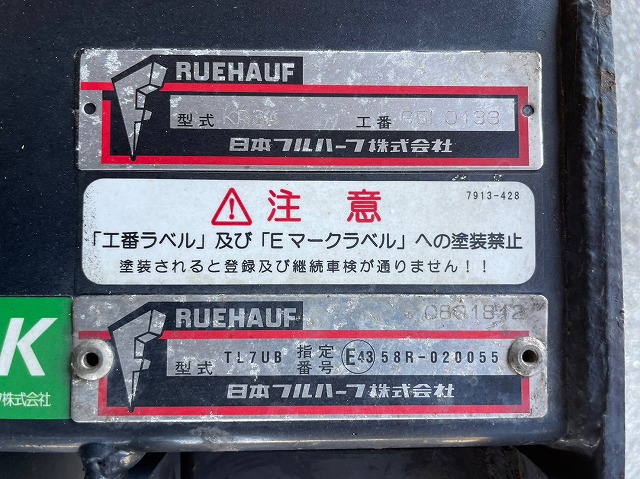 FRUEHAUF
型式 工番
日本フルハーフ株式会社
注意
7913-428
「工番ラベル」及び「Eマークラベル」への塗装禁止
塗装されると登録及び継続車検が通りません!!
FRUEHAUF
型式 TL7UB 指定番号 E43 58R-020055
日本フルハーフ株式会社
K
株式会社